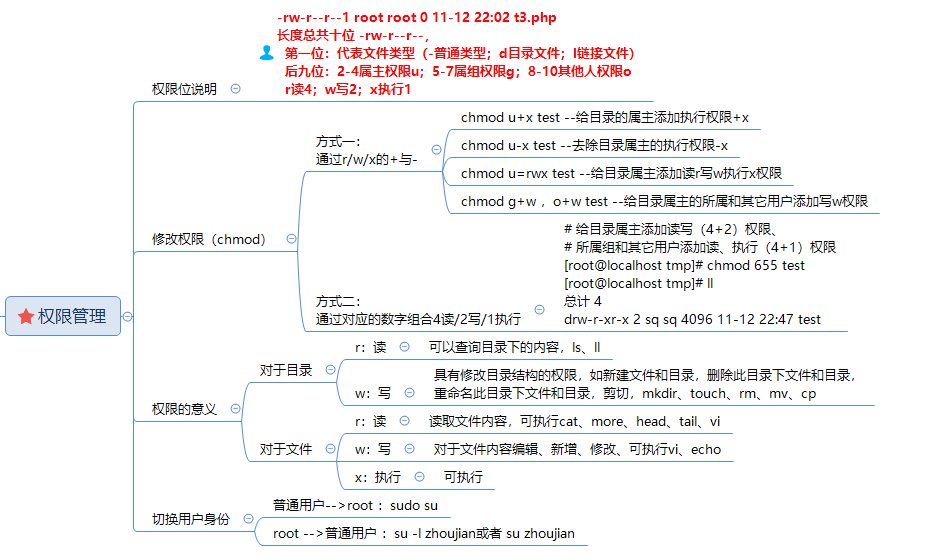 -rw-r--r--1 root root 0 11-12 22:02 t3.php
长度总共十位 -rw-r--r--，
第一位：代表文件类型（-普通类型；d目录文件；l链接文件）
后九位：2-4属主权限u；5-7属组权限g；8-10其他人权限o
r读4；w写2；x执行1
权限位说明
方式一：
通过r/w/x的+与-
chmod u+x test --给目录的属主添加执行权限+x
chmod u-x test --去除目录属主的执行权限-x
chmod u=rwx test --给目录属主添加读r写w执行x权限
chmod g+w ，o+w test --给目录属主的所属和其它用户添加写w权限
修改权限（chmod）
# 给目录属主添加读写（4+2）权限、
# 所属组和其它用户添加读、执行（4+1）权限
[root@localhost tmp]# chmod 655 test
[root@localhost tmp]# ll
总计 4
drw-r-xr-x 2 sq sq 4096 11-12 22:47 test
方式二：
通过对应的数字组合4读/2写/1执行
权限管理
权限的意义
对于目录
r：读
可以查询目录下的内容，ls、ll
w：写
具有修改目录结构的权限，如新建文件和目录，删除此目录下文件和目录，
重命名此目录下文件和目录，剪切，mkdir、touch、rm、mv、cp
对于文件
r：读
读取文件内容，可执行cat、more、head、tail、vi
w：写
对于文件内容编辑、新增、修改、可执行vi、echo
x：执行
可执行
切换用户身份
普通用户-->root ：sudo su
root -->普通用户 ：su -l zhoujian或者 su zhoujian